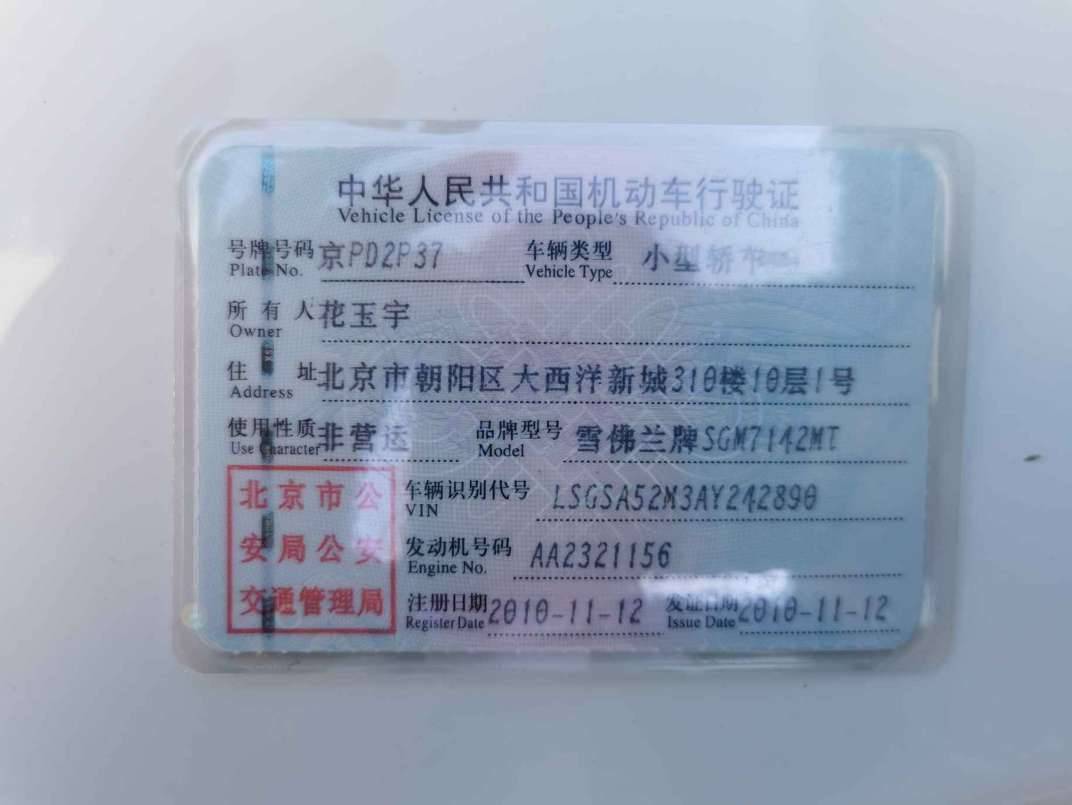 中华人民共和国机动车行驶证
Vehicle License of the People's Republic of China
号牌号码 京PD2P37 车辆类型 小型轿车
Plate No. Vehicle Type
所有人 花玉宇
Owner
住址 北京市朝阳区大西洋新城310楼10层1号
Address
使用性质 非营运 品牌型号 雪佛兰牌SGM7142MT
Use Character Model
北京市公 车辆识别代号 LSGSA52M3AY242890
VIN
安局公安 发动机号码 AA2321156
Engine No.
交通管理局 注册日期 2010-11-12 发证日期 2010-11-12
Register Date Issue Date